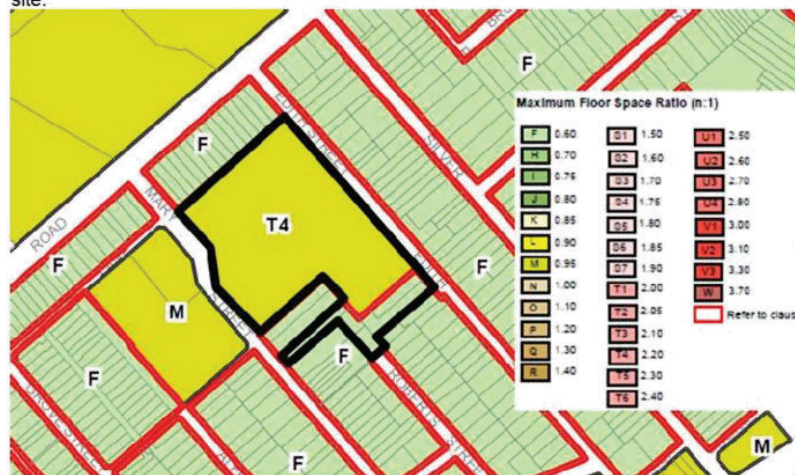 site.
F
F
T4
M
F
F
F
F
F
M
ROAD
MARY
STREET
EDITH STREET
SILVER
EDITH
ROBERTS STREET
GROVE STREET
Maximum Floor Space Ratio (n:1)
F 0.60
H 0.70
I 0.75
J 0.80
K 0.85
L 0.90
M 0.95
N 1.00
O 1.10
P 1.20
Q 1.30
R 1.40
S1 1.50
S2 1.60
S3 1.70
S4 1.75
S5 1.80
S6 1.85
S7 1.90
T1 2.00
T2 2.05
T3 2.10
T4 2.20
T5 2.30
T6 2.40
U1 2.50
U2 2.60
U3 2.70
U4 2.80
V1 3.00
V2 3.10
V3 3.30
W 3.70
Refer to claus